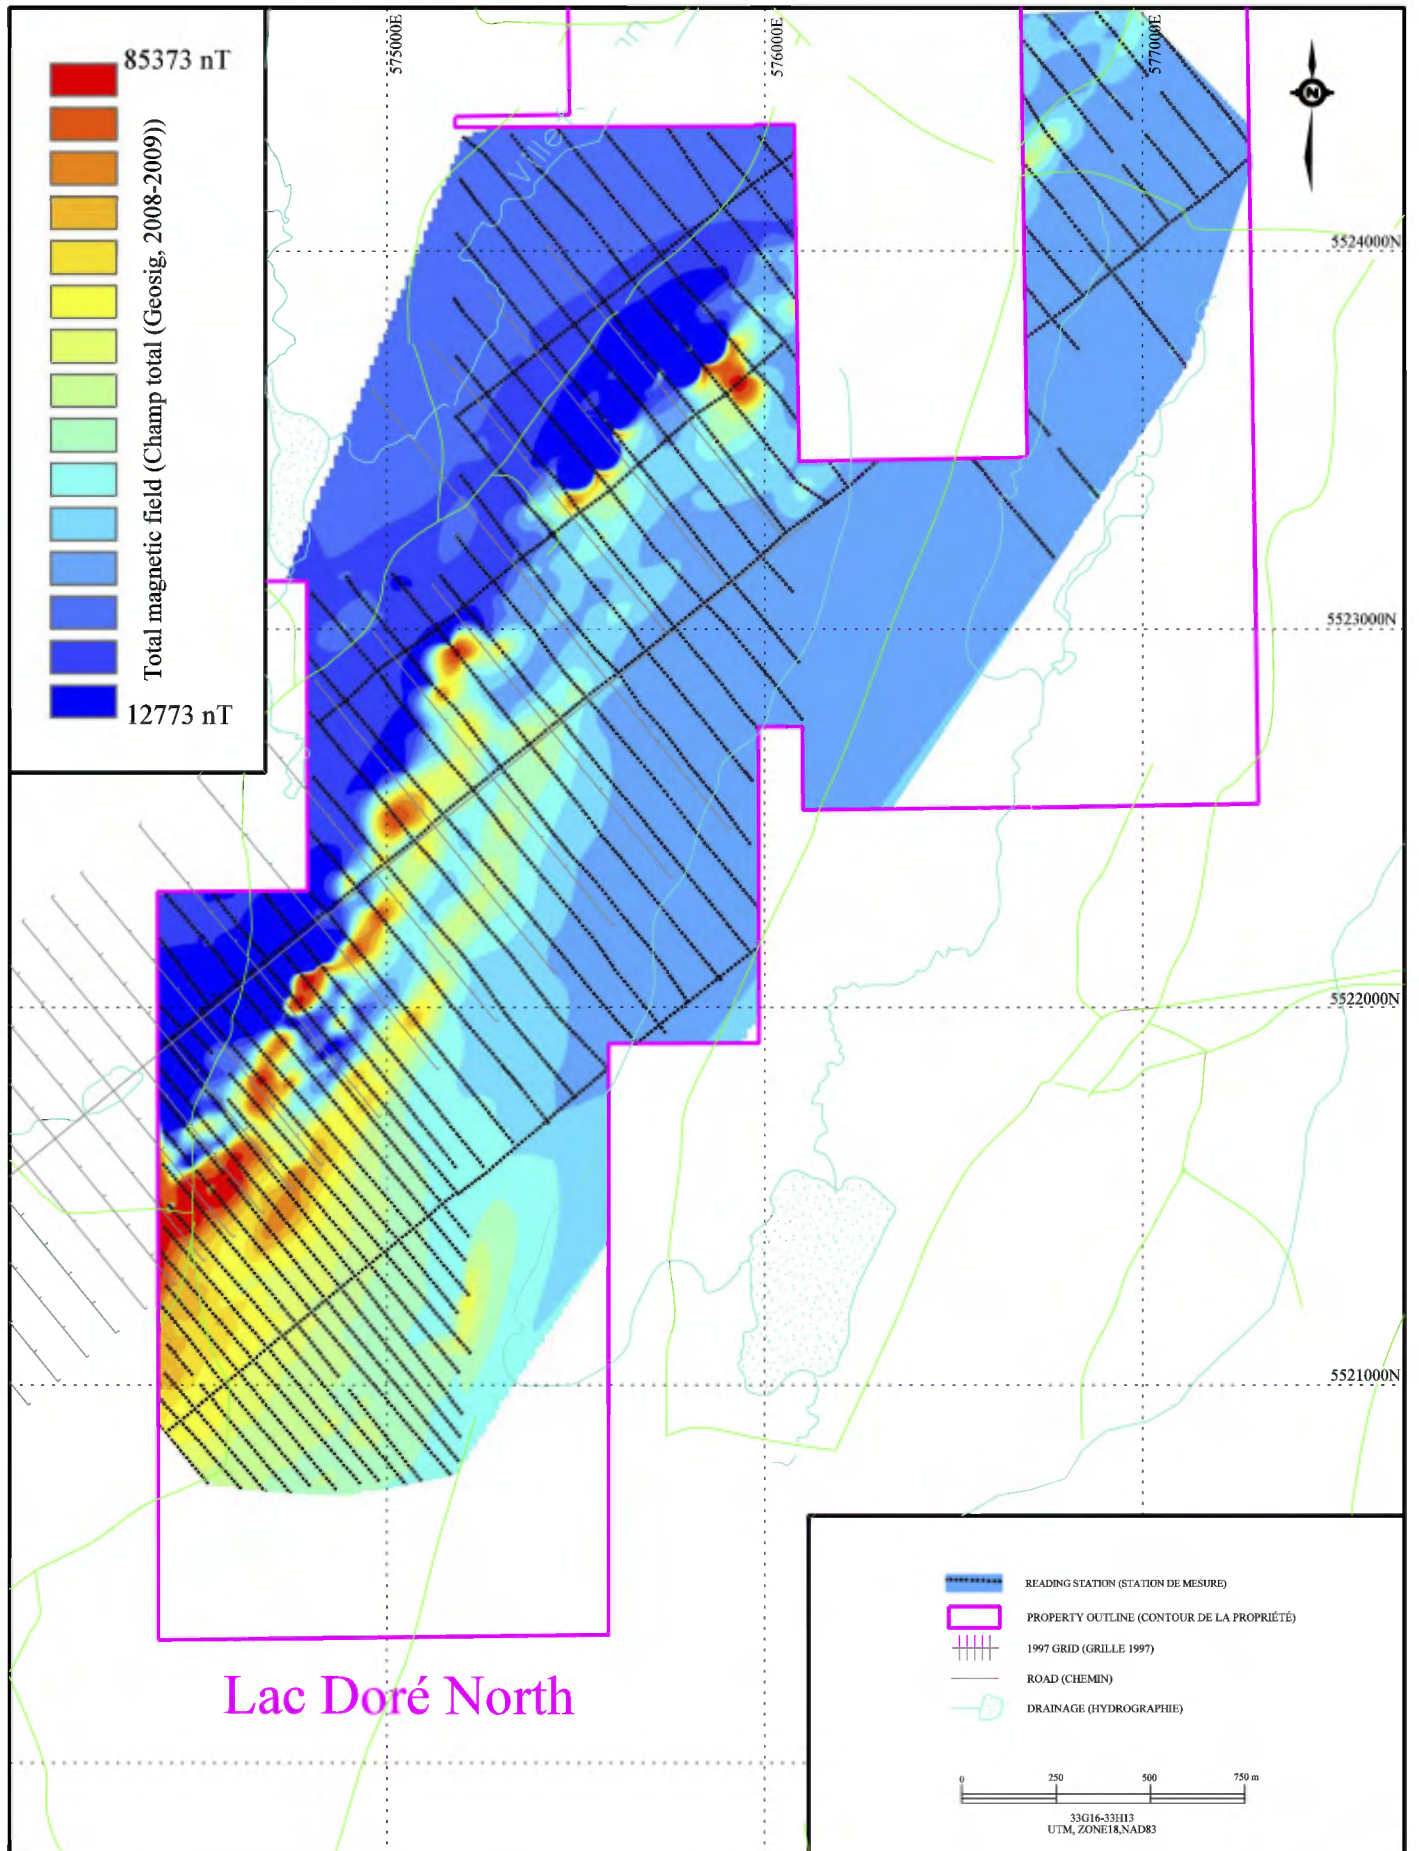 85373 nT
Total magnetic field (Champ total (Geosig, 2008-2009))
12773 nT
575000E
576000E
577000E
N
Ville
5524000N
5523000N
5522000N
5521000N
Lac Doré North
READING STATION (STATION DE MESURE)
PROPERTY OUTLINE (CONTOUR DE LA PROPRIÉTÉ)
1997 GRID (GRILLE 1997)
ROAD (CHEMIN)
DRAINAGE (HYDROGRAPHIE)
0 250 500 750 m
33G16-33H13
UTM, ZONE18,NAD83